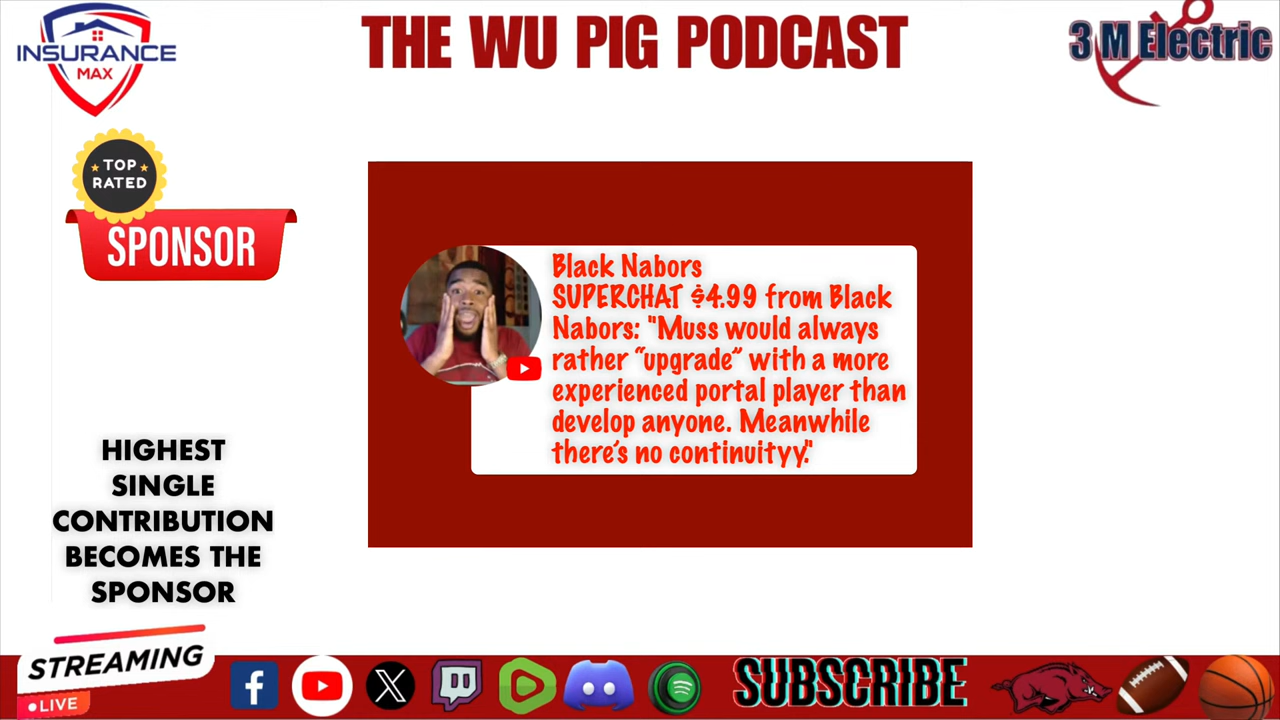 INSURANCE
MAX
THE WU PIG PODCAST
3 M Electric
TOP
RATED
SPONSOR
Black Nabors
SUPERCHAT $4.99 from Black
Nabors: "Muss would always
rather “upgrade” with a more
experienced portal player than
develop anyone. Meanwhile
there’s no continuityy."
HIGHEST
SINGLE
CONTRIBUTION
BECOMES THE
SPONSOR
STREAMING
LIVE
SUBSCRIBE